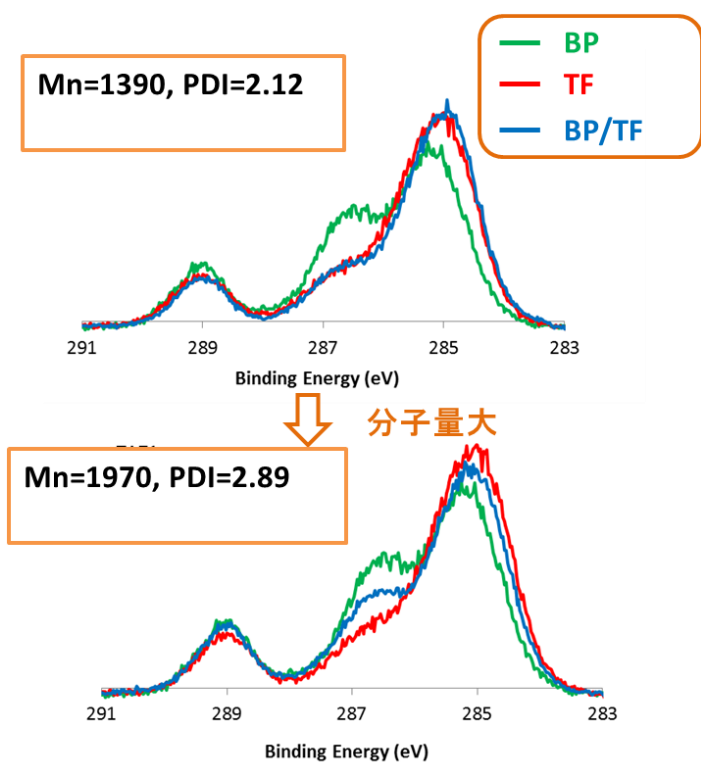 BP
Mn=1390, PDI=2.12
TF
BP/TF
291 289 287 285 283
Binding Energy (eV)
分子量大
Mn=1970, PDI=2.89
291 289 287 285 283
Binding Energy (eV)